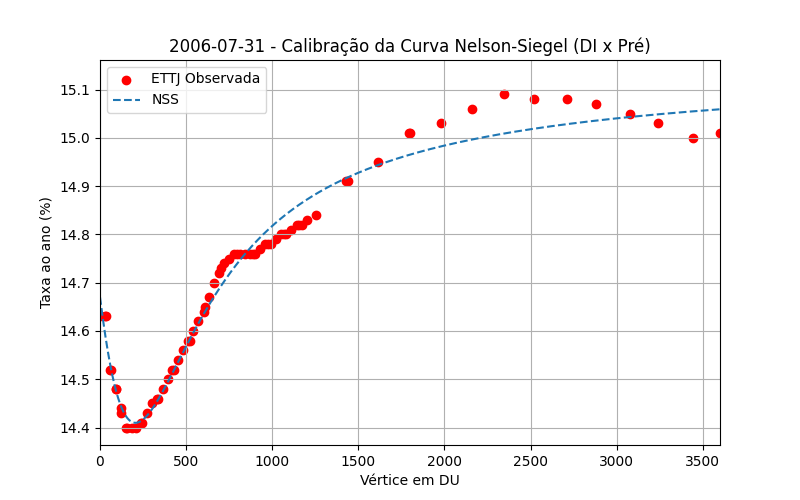 2006-07-31 - Calibração da Curva Nelson-Siegel (DI x Pré)
ETTJ Observada
NSS
Taxa ao ano (%)
15.1
15.0
14.9
14.8
14.7
14.6
14.5
14.4
0 500 1000 1500 2000 2500 3000 3500
Vértice em DU